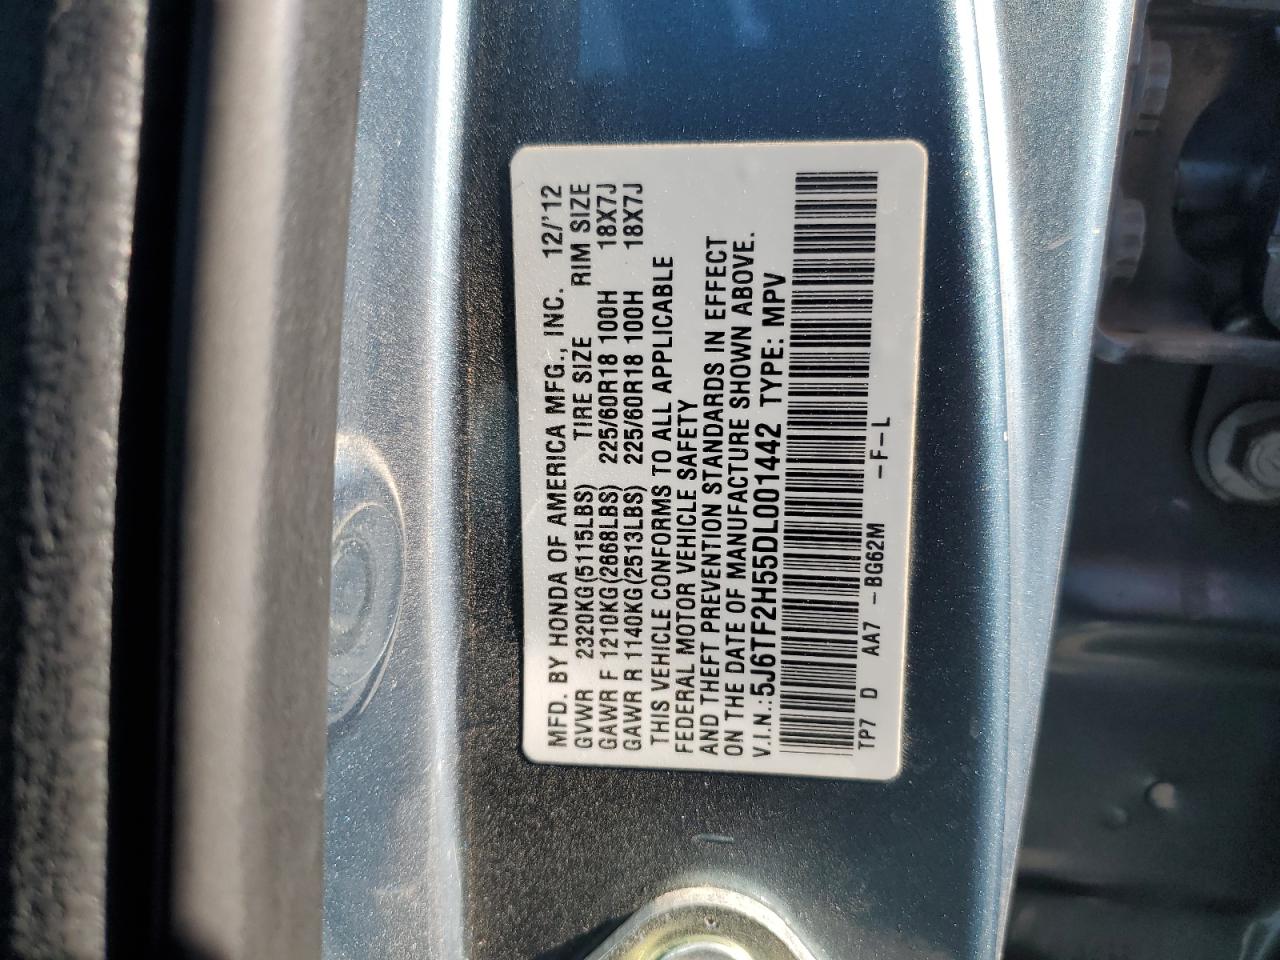 MFD. BY HONDA OF AMERICA MFG., INC. 12/'12
GVWR 2320KG(5115LBS) TIRE SIZE RIM SIZE
GAWR F 1210KG(2668LBS) 225/60R18 100H 18X7J
GAWR R 1140KG(2513LBS) 225/60R18 100H 18X7J
THIS VEHICLE CONFORMS TO ALL APPLICABLE
FEDERAL MOTOR VEHICLE SAFETY
AND THEFT PREVENTION STANDARDS IN EFFECT
ON THE DATE OF MANUFACTURE SHOWN ABOVE.
V.I.N.:5J6TF2H55DL001442 TYPE: MPV
TP7 D AA7 -BG62M -F-L